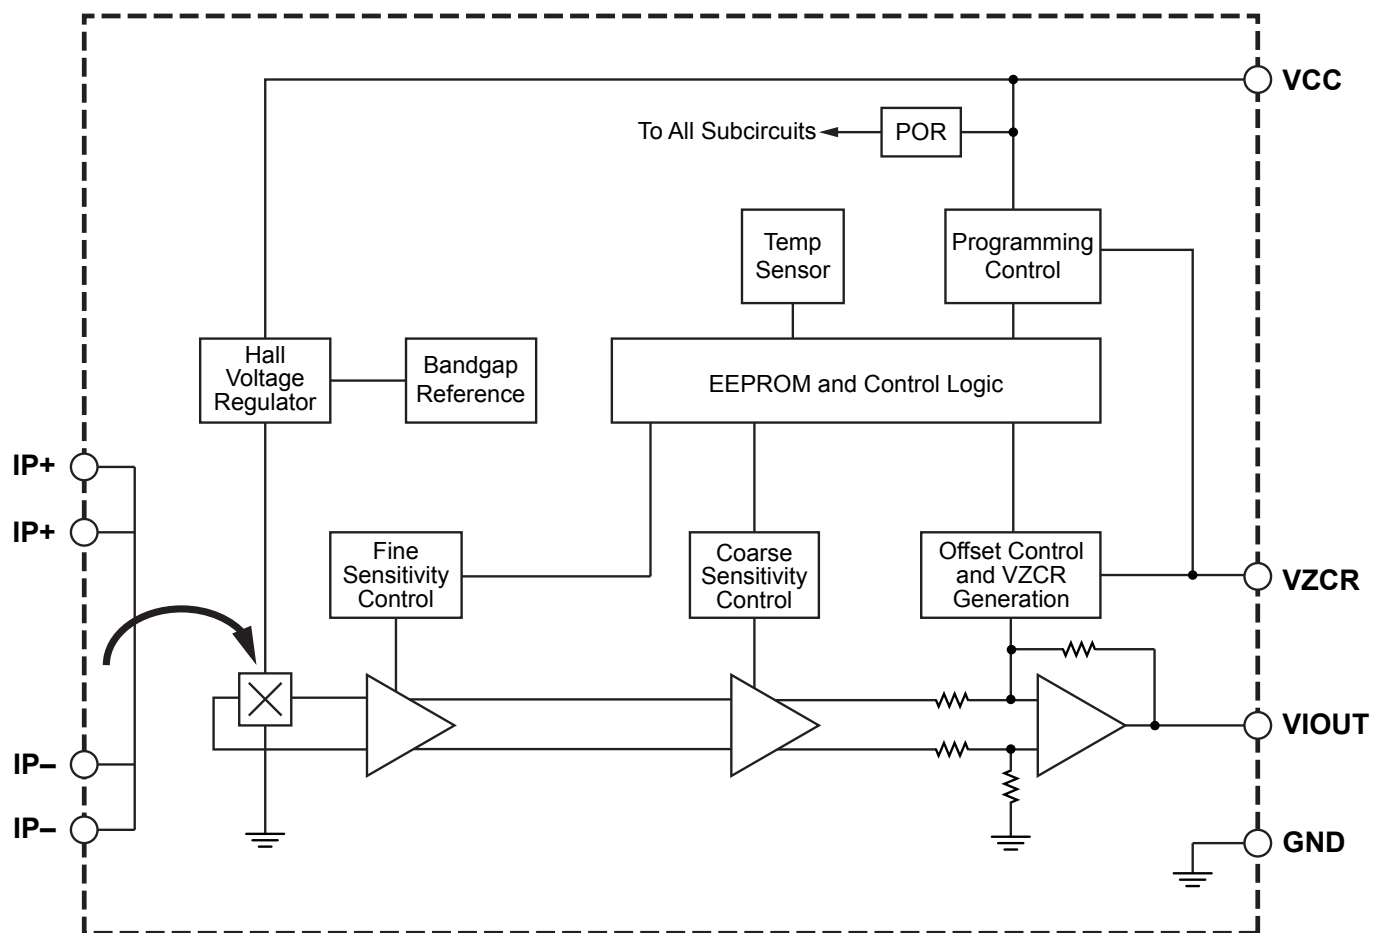 VCC
To All Subcircuits
POR
Temp
Sensor
Programming
Control
Hall
Voltage
Regulator
Bandgap
Reference
EEPROM and Control Logic
IP+
IP+
Fine
Sensitivity
Control
Coarse
Sensitivity
Control
Offset Control
and VZCR
Generation
VZCR
VIOUT
IP–
IP–
GND